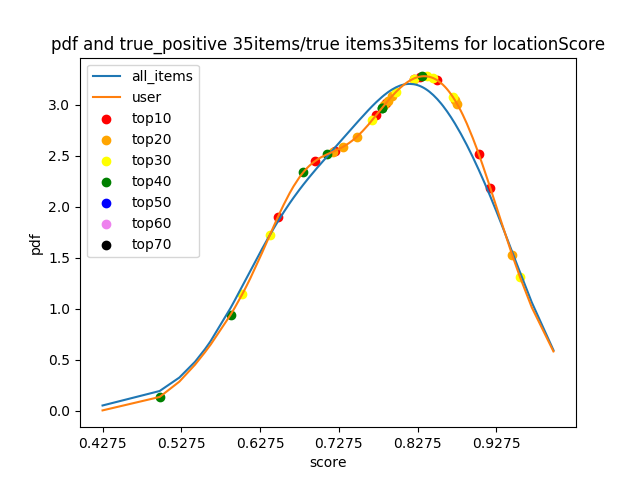 pdf and true_positive 35items/true items35items for locationScore
all_items
user
top10
top20
top30
top40
top50
top60
top70
pdf
3.0
2.5
2.0
1.5
1.0
0.5
0.0
0.4275 0.5275 0.6275 0.7275 0.8275 0.9275
score